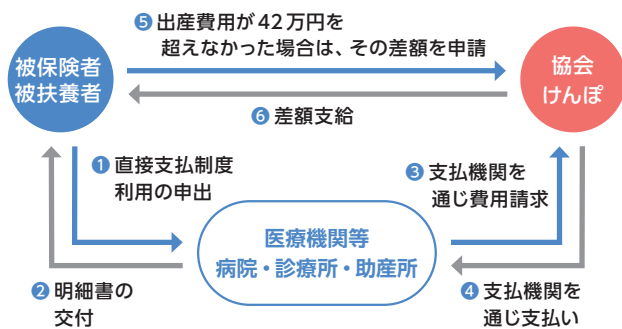 ❺ 出産費用が42万円を
超えなかった場合は、その差額を申請
被保険者
被扶養者
協会
けんぽ
❻ 差額支給
❶ 直接支払制度
利用の申出
❸ 支払機関を
通じ費用請求
医療機関等
病院・診療所・助産所
❷ 明細書の
交付
❹ 支払機関を
通じ支払い